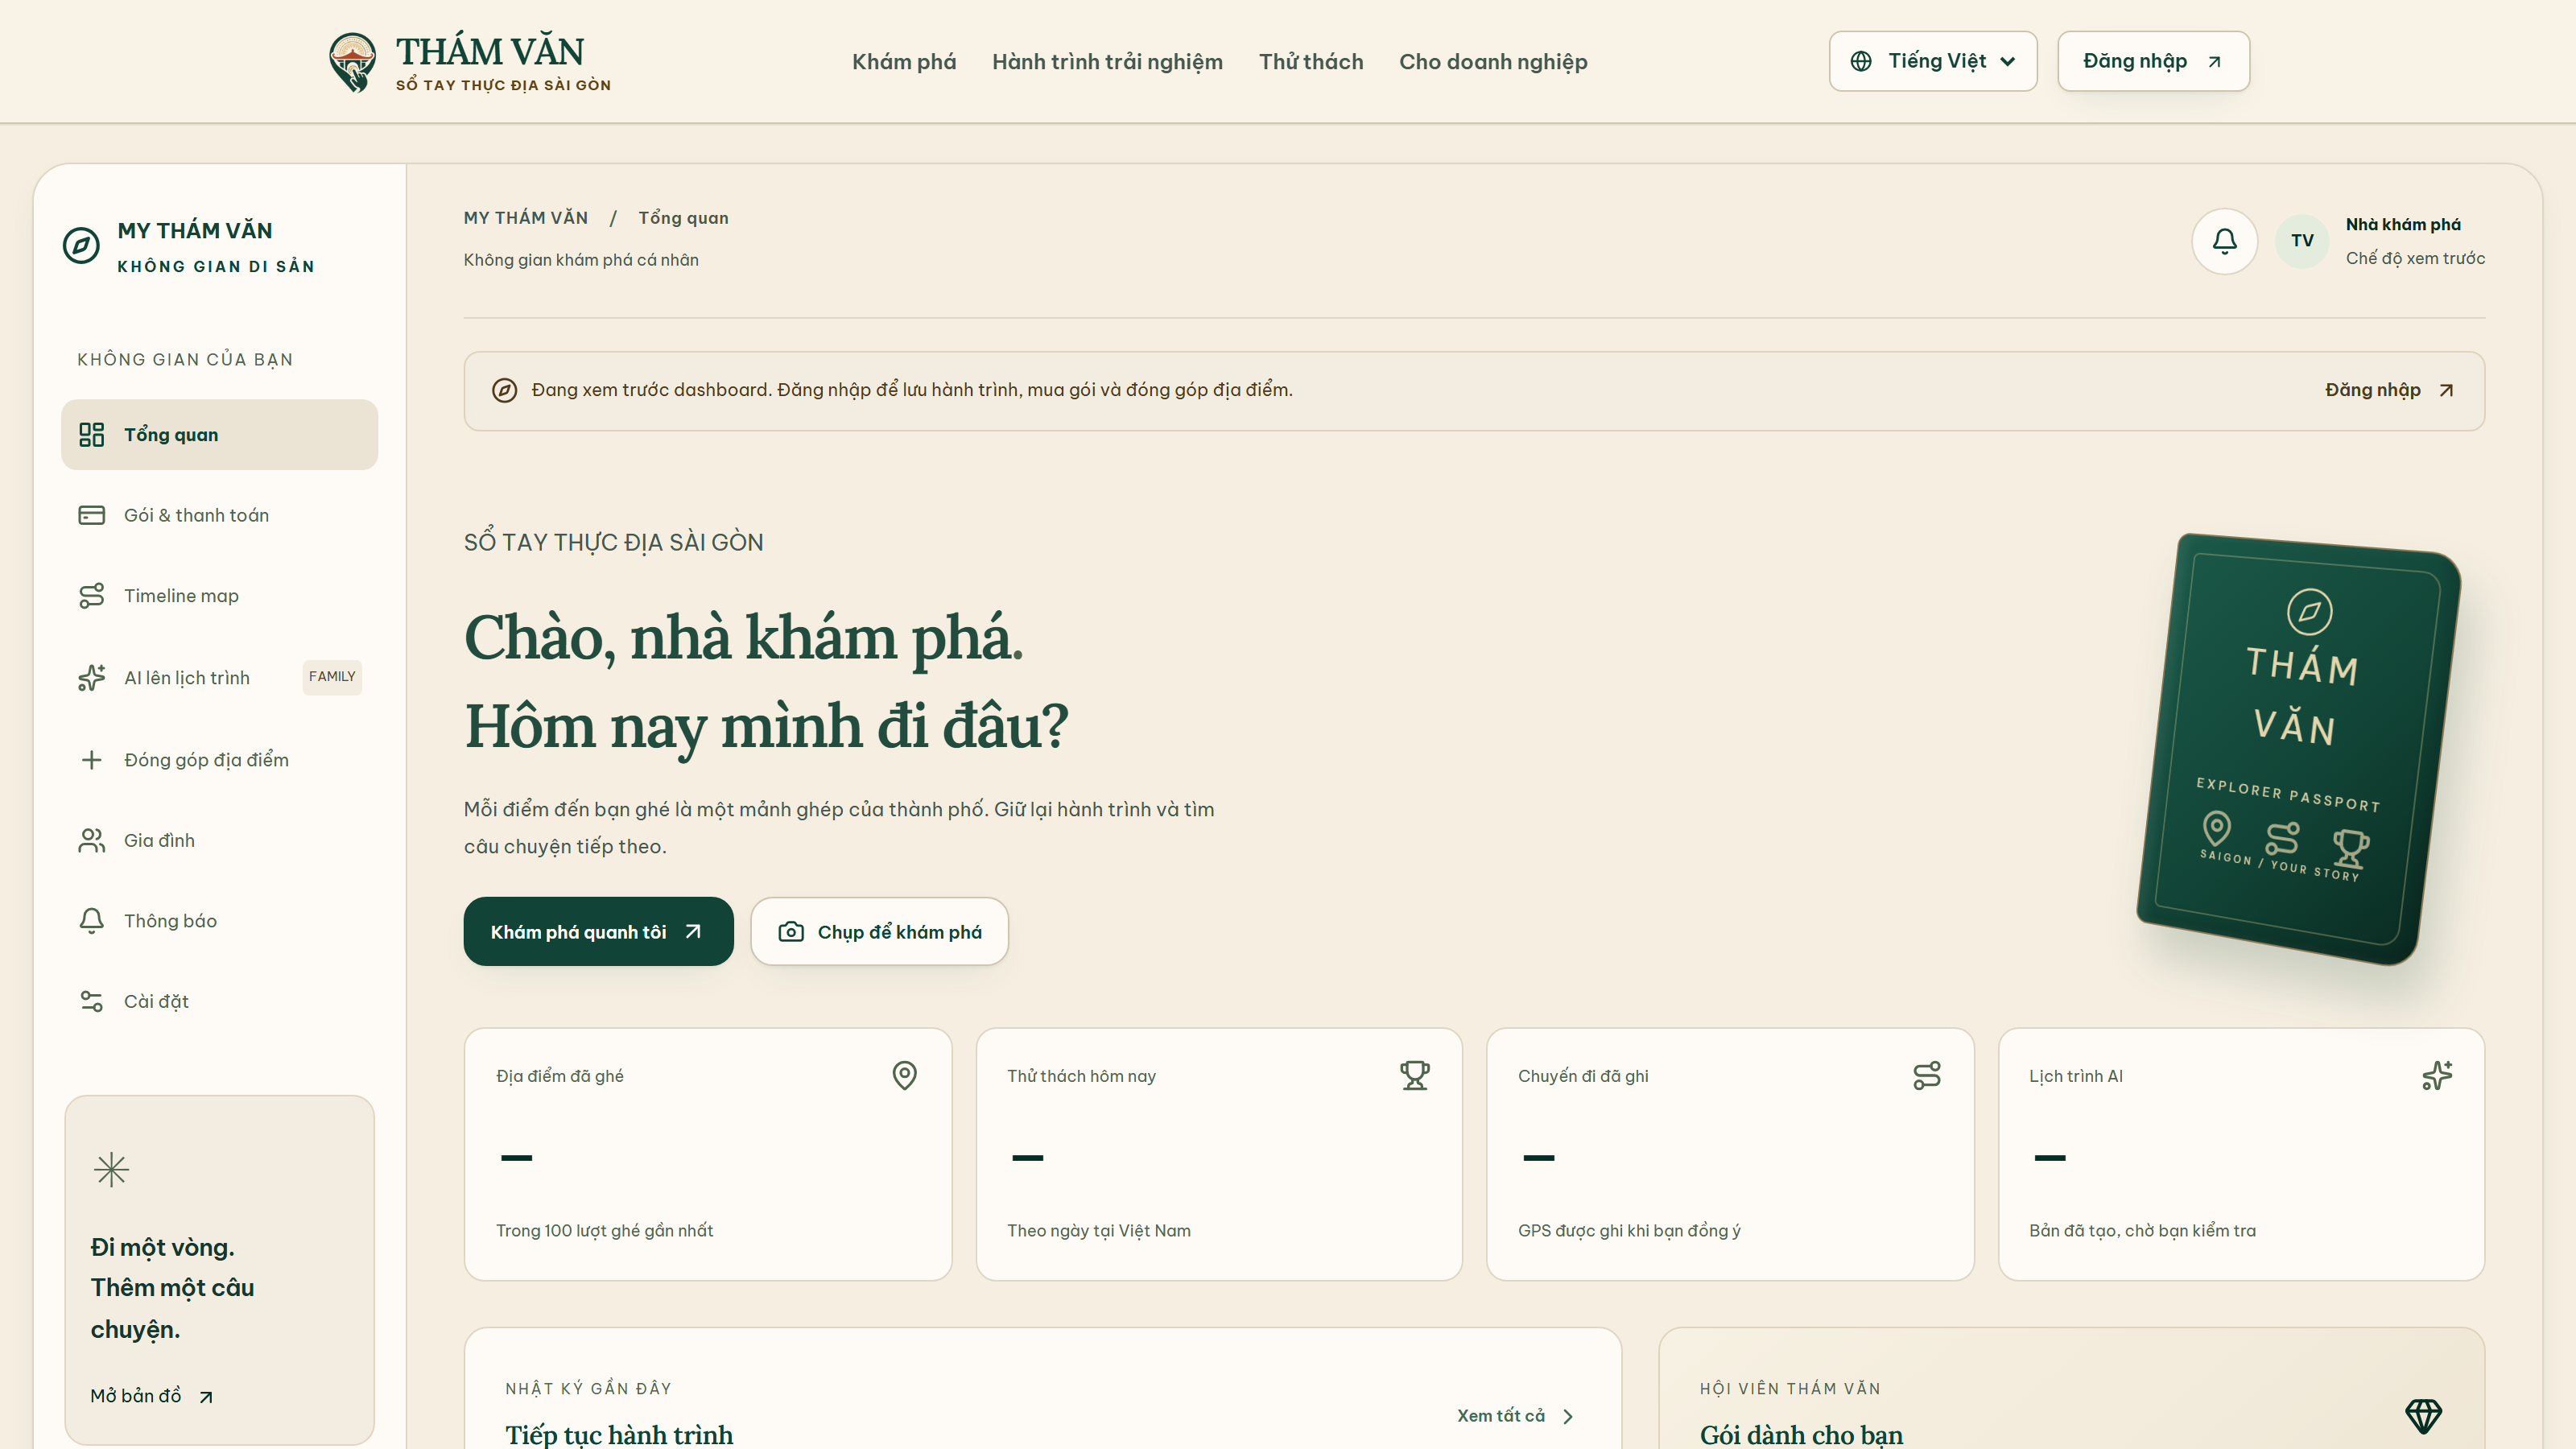 THÁM VĂN
SỔ TAY THỰC ĐỊA SÀI GÒN
Khám phá
Hành trình trải nghiệm
Thử thách
Cho doanh nghiệp
Tiếng Việt
Đăng nhập
MY THÁM VĂN
KHÔNG GIAN DI SẢN
KHÔNG GIAN CỦA BẠN
Tổng quan
Gói & thanh toán
Timeline map
AI lên lịch trình
FAMILY
Đóng góp địa điểm
Gia đình
Thông báo
Cài đặt
Đi một vòng.
Thêm một câu
chuyện.
Mở bản đồ
MY THÁM VĂN / Tổng quan
Không gian khám phá cá nhân
TV
Nhà khám phá
Chế độ xem trước
Đang xem trước dashboard. Đăng nhập để lưu hành trình, mua gói và đóng góp địa điểm.
Đăng nhập
SỔ TAY THỰC ĐỊA SÀI GÒN
Chào, nhà khám phá.
Hôm nay mình đi đâu?
Mỗi điểm đến bạn ghé là một mảnh ghép của thành phố. Giữ lại hành trình và tìm
câu chuyện tiếp theo.
Khám phá quanh tôi
Chụp để khám phá
THÁM
VĂN
EXPLORER PASSPORT
SAIGON / YOUR STORY
Địa điểm đã ghé
–
Trong 100 lượt ghé gần nhất
Thử thách hôm nay
–
Theo ngày tại Việt Nam
Chuyến đi đã ghi
–
GPS được ghi khi bạn đồng ý
Lịch trình AI
–
Bản đã tạo, chờ bạn kiểm tra
NHẬT KÝ GẦN ĐÂY
Tiếp tục hành trình
Xem tất cả
HỘI VIÊN THÁM VĂN
Gói dành cho bạn